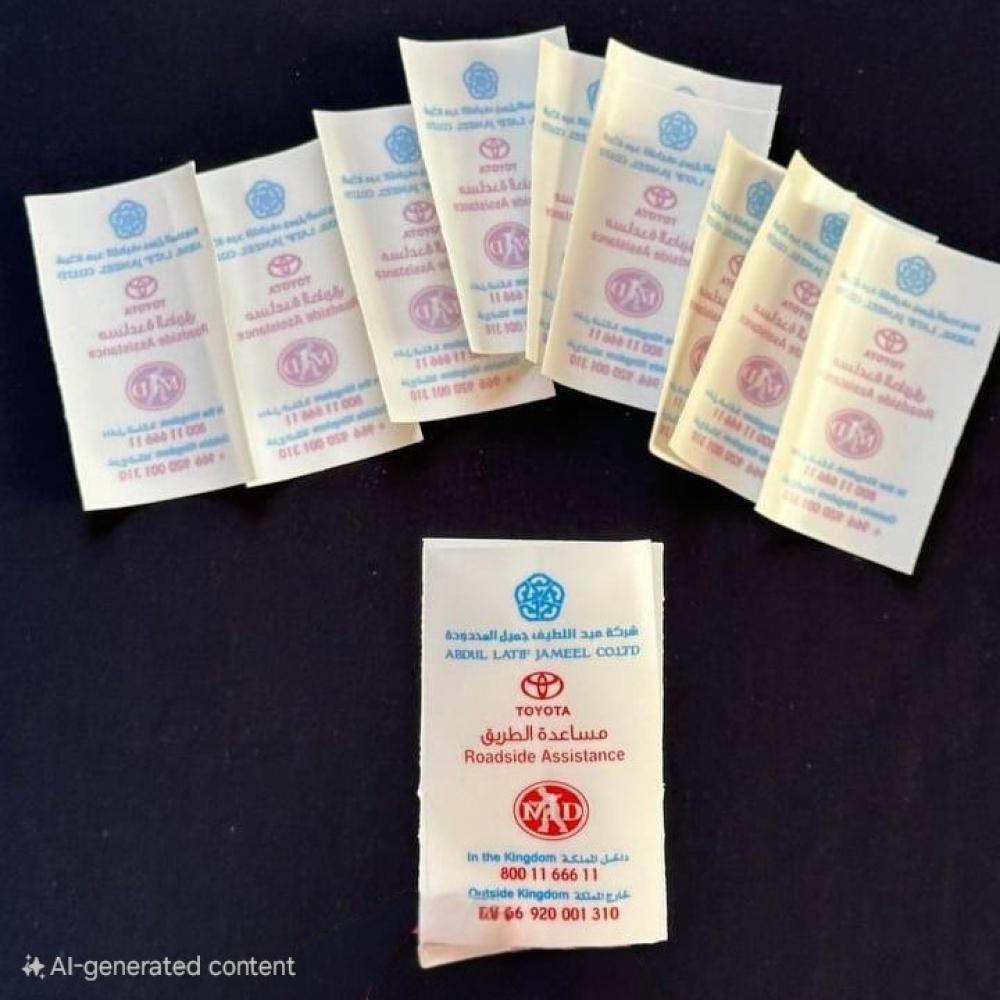 شركة عبد اللطيف جميل المحدودة
ABDUL LATIF JAMEEL CO.LTD
TOYOTA
مساعدة الطريق
Roadside Assistance
In the Kingdom داخل المملكة
800 11 666 11
Outside Kingdom خارج المملكة
66 920 001 310
AI-generated content